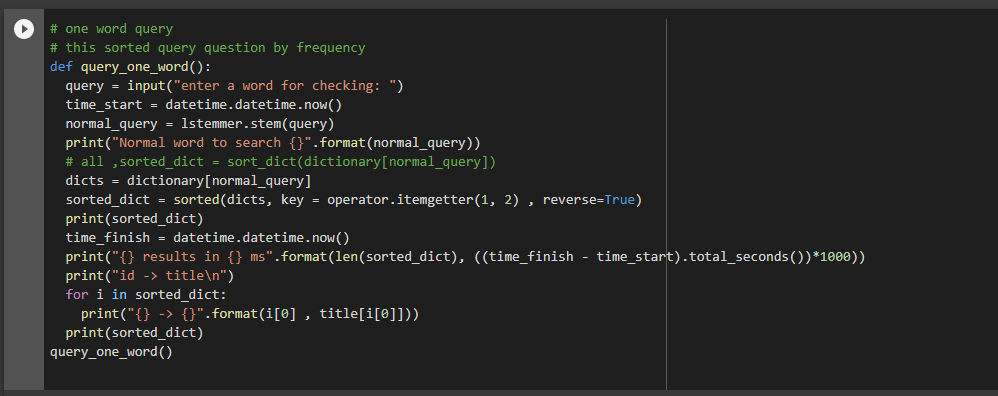 # one word query
# this sorted query question by frequency
def query_one_word():
  query = input("enter a word for checking: ")
  time_start = datetime.datetime.now()
  normal_query = lstemmer.stem(query)
  print("Normal word to search {}".format(normal_query))
  # all ,sorted_dict = sort_dict(dictionary[normal_query])
  dicts = dictionary[normal_query]
  sorted_dict = sorted(dicts, key = operator.itemgetter(1, 2) , reverse=True)
  print(sorted_dict)
  time_finish = datetime.datetime.now()
  print("{} results in {} ms".format(len(sorted_dict), ((time_finish - time_start).total_seconds())*1000))
  print("id -> title\n")
  for i in sorted_dict:
    print("{} -> {}".format(i[0] , title[i[0]]))
  print(sorted_dict)
query_one_word()